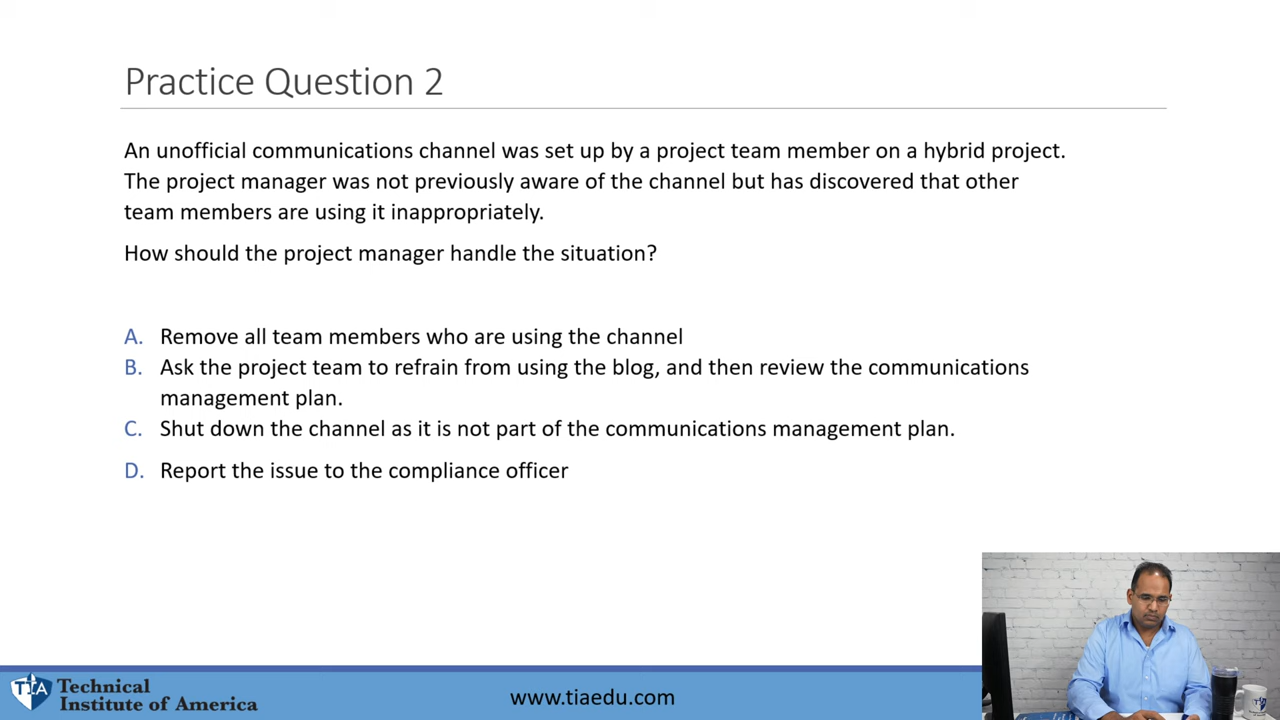 Practice Question 2
An unofficial communications channel was set up by a project team member on a hybrid project.
The project manager was not previously aware of the channel but has discovered that other
team members are using it inappropriately.
How should the project manager handle the situation?
A. Remove all team members who are using the channel
B. Ask the project team to refrain from using the blog, and then review the communications
management plan.
C. Shut down the channel as it is not part of the communications management plan.
D. Report the issue to the compliance officer
TIA Technical
Institute of America
www.tiaedu.com